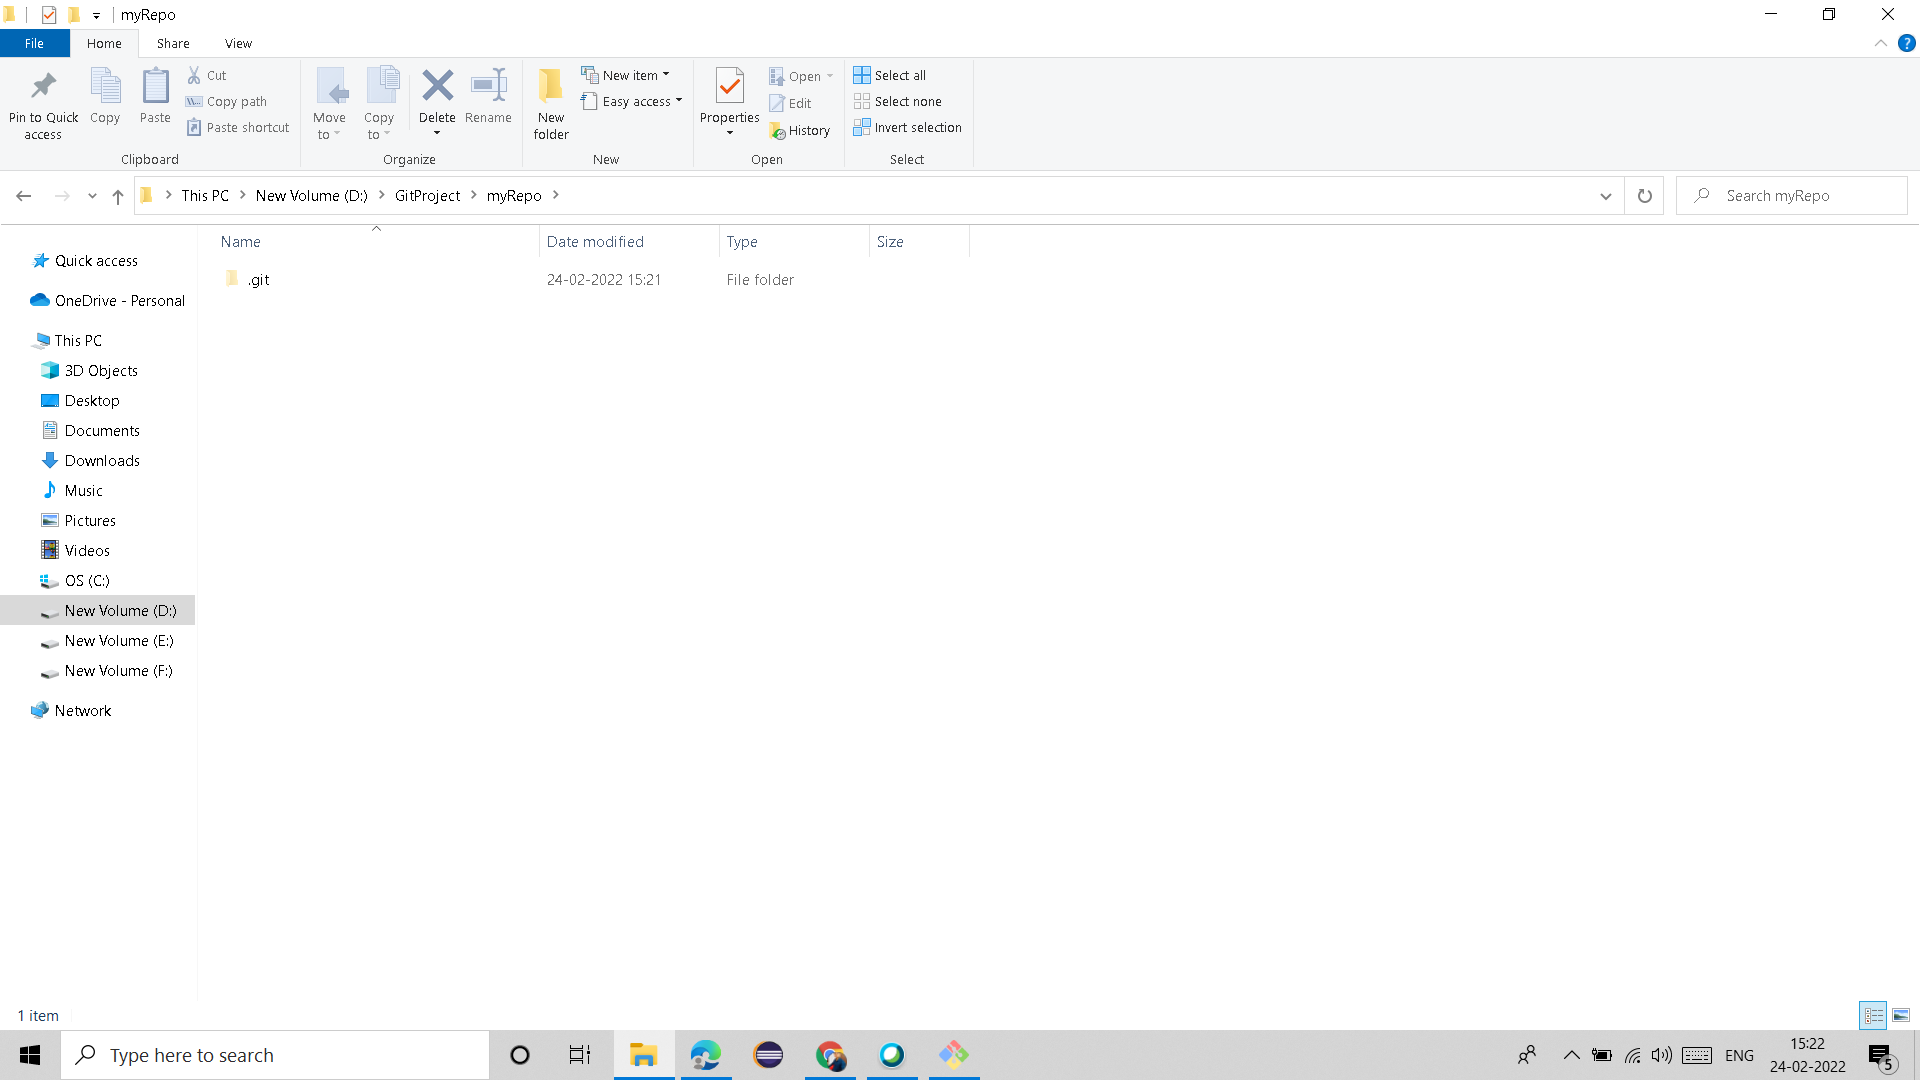 myRepo
File Home Share View
Pin to Quick access
Copy
Paste
Cut
Copy path
Paste shortcut
Clipboard
Move to
Copy to
Delete
Rename
Organize
New folder
New item
Easy access
New
Properties
Open
Edit
History
Open
Select all
Select none
Invert selection
Select
This PC > New Volume (D:) > GitProject > myRepo >
Search myRepo
Name Date modified Type Size
.git 24-02-2022 15:21 File folder
Quick access
OneDrive - Personal
This PC
3D Objects
Desktop
Documents
Downloads
Music
Pictures
Videos
OS (C:)
New Volume (D:)
New Volume (E:)
New Volume (F:)
Network
1 item
Type here to search
ENG
15:22
24-02-2022
5